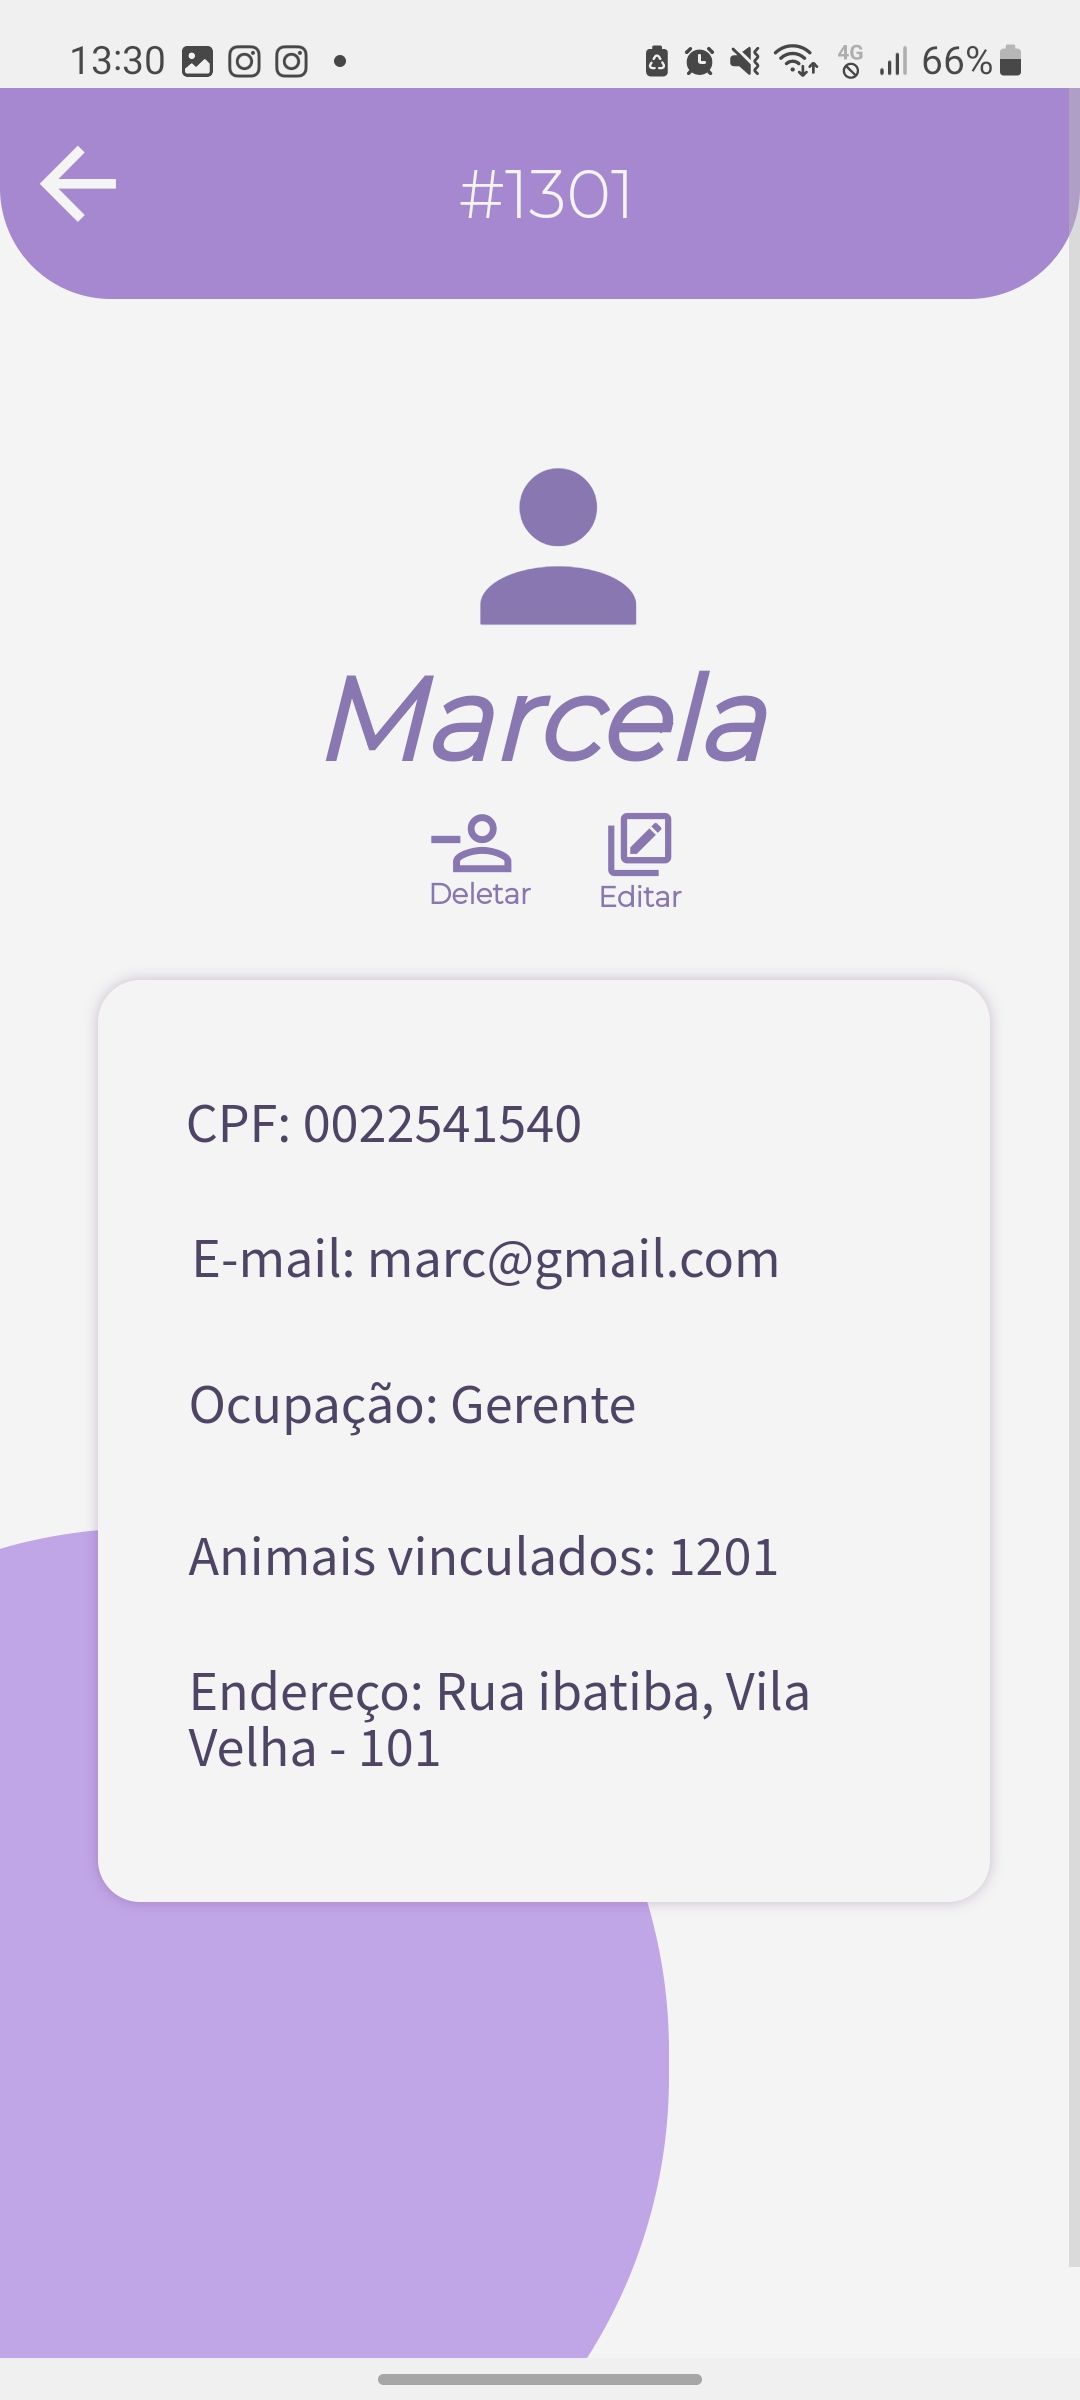 13:30
4G
66%
#1301
Marcela
Deletar
Editar
CPF: 0022541540
E-mail: marc@gmail.com
Ocupação: Gerente
Animais vinculados: 1201
Endereço: Rua ibatiba, Vila
Velha - 101